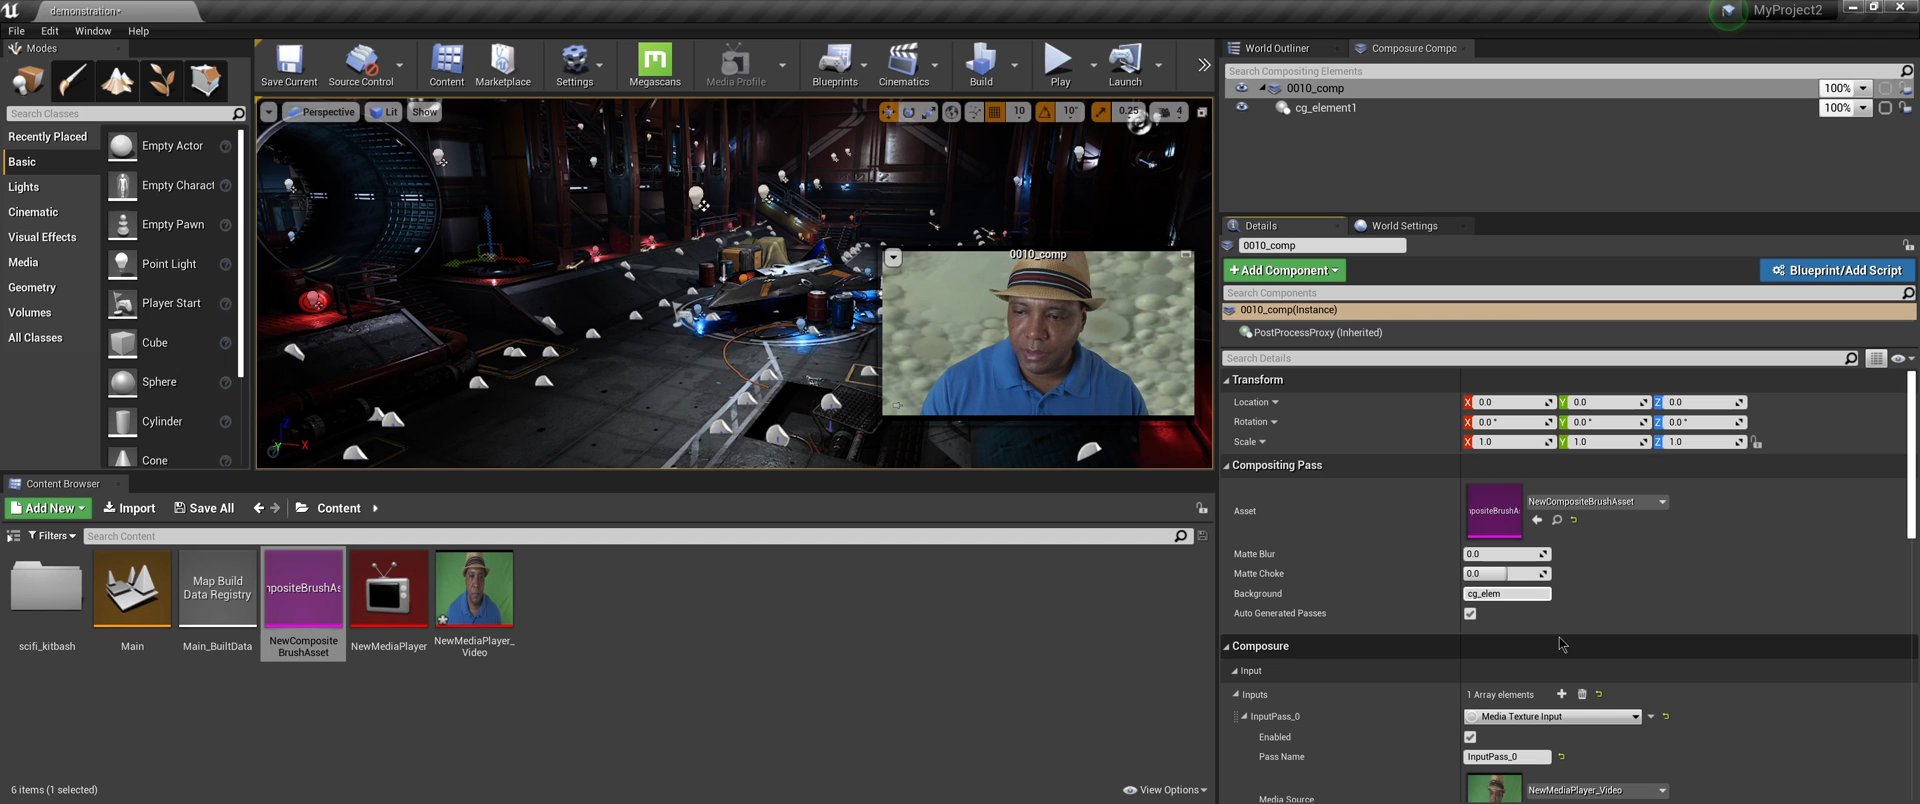 demonstration*
MyProject2
File Edit Window Help
Modes
Search Classes
Recently Placed
Basic
Lights
Cinematic
Visual Effects
Media
Geometry
Volumes
All Classes
Empty Actor
Empty Charact
Empty Pawn
Point Light
Player Start
Cube
Sphere
Cylinder
Cone
Save Current Source Control Content Marketplace Settings Megascans Media Profile Blueprints Cinematics Build Play Launch
Perspective Lit Show 10 10° 0.25 4
0010_comp
X Y Z
World Outliner Composure Compo
Search Compositing Elements
0010_comp 100%
cg_element1 100%
Details World Settings
0010_comp
+Add Component Blueprint/Add Script
Search Components
0010_comp(Instance)
PostProcessProxy (Inherited)
Search Details
Transform
Location X 0.0 Y 0.0 Z 0.0
Rotation X 0.0 ° Y 0.0 ° Z 0.0 °
Scale X 1.0 Y 1.0 Z 1.0
Compositing Pass
Asset NewCompositeBrushAsset
Matte Blur 0.0
Matte Choke 0.0
Background cg_elem
Auto Generated Passes
Composure
Input
Inputs 1 Array elements
InputPass_0 Media Texture Input
Enabled
Pass Name InputPass_0
Media Source NewMediaPlayer_Video
Content Browser
Add New Import Save All Content
Filters Search Content
scifi_kitbash
Main
Map Build
Data Registry
Main_BuiltData
NewComposite
BrushAsset
NewMediaPlayer
NewMediaPlayer_
Video
6 items (1 selected)
View Options